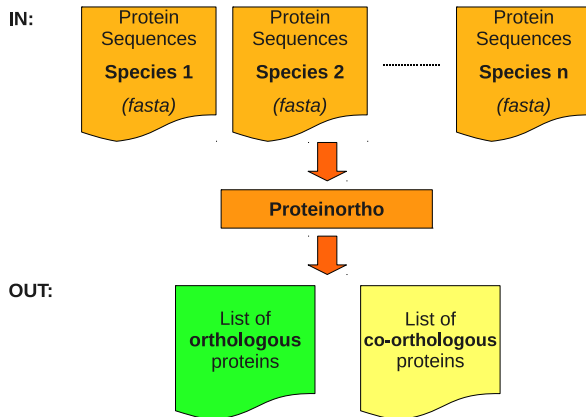 IN:
Protein
Sequences
Species 1
(fasta)
Protein
Sequences
Species 2
(fasta)
Protein
Sequences
Species n
(fasta)
Proteinortho
OUT:
List of
orthologous
proteins
List of
co-orthologous
proteins